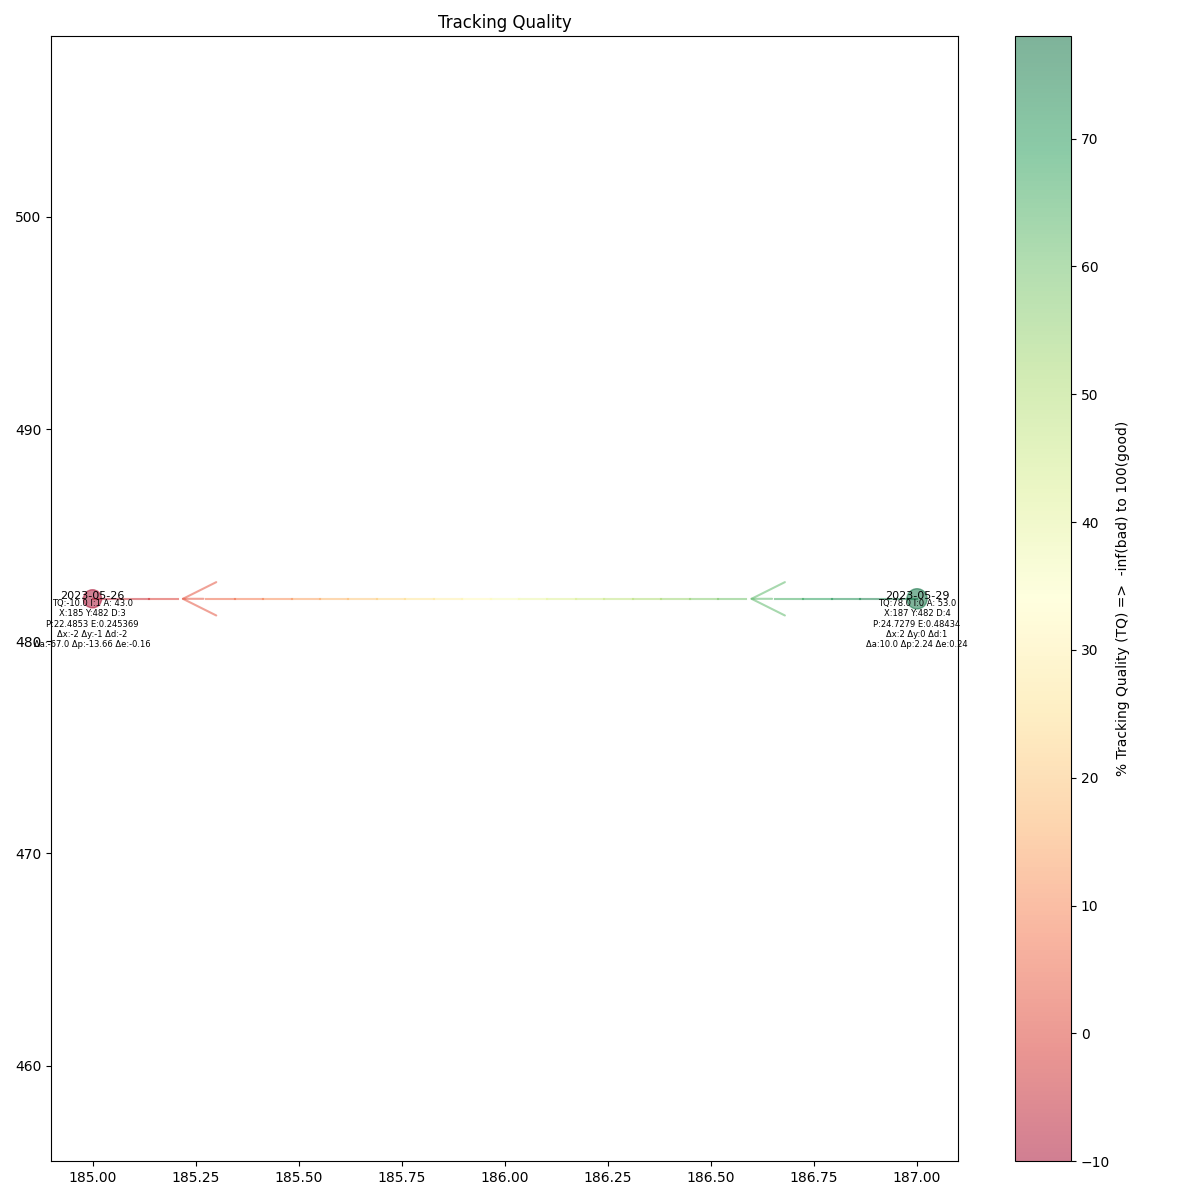 Tracking Quality
500
490
480
470
460
2023-05-26
TQ:-10.0 I:1 A: 43.0
X:185 Y:482 D:3
P:22.4853 E:0.245369
Δx:-2 Δy:-1 Δd:-2
Δa:-67.0 Δp:-13.66 Δe:-0.16
2023-05-29
TQ:78.0 I:0 A: 53.0
X:187 Y:482 D:4
P:24.7279 E:0.48434
Δx:2 Δy:0 Δd:1
Δa:10.0 Δp:2.24 Δe:0.24
185.00 185.25 185.50 185.75 186.00 186.25 186.50 186.75 187.00
70
60
50
40
30
20
10
0
−10
% Tracking Quality (TQ) => -inf(bad) to 100(good)